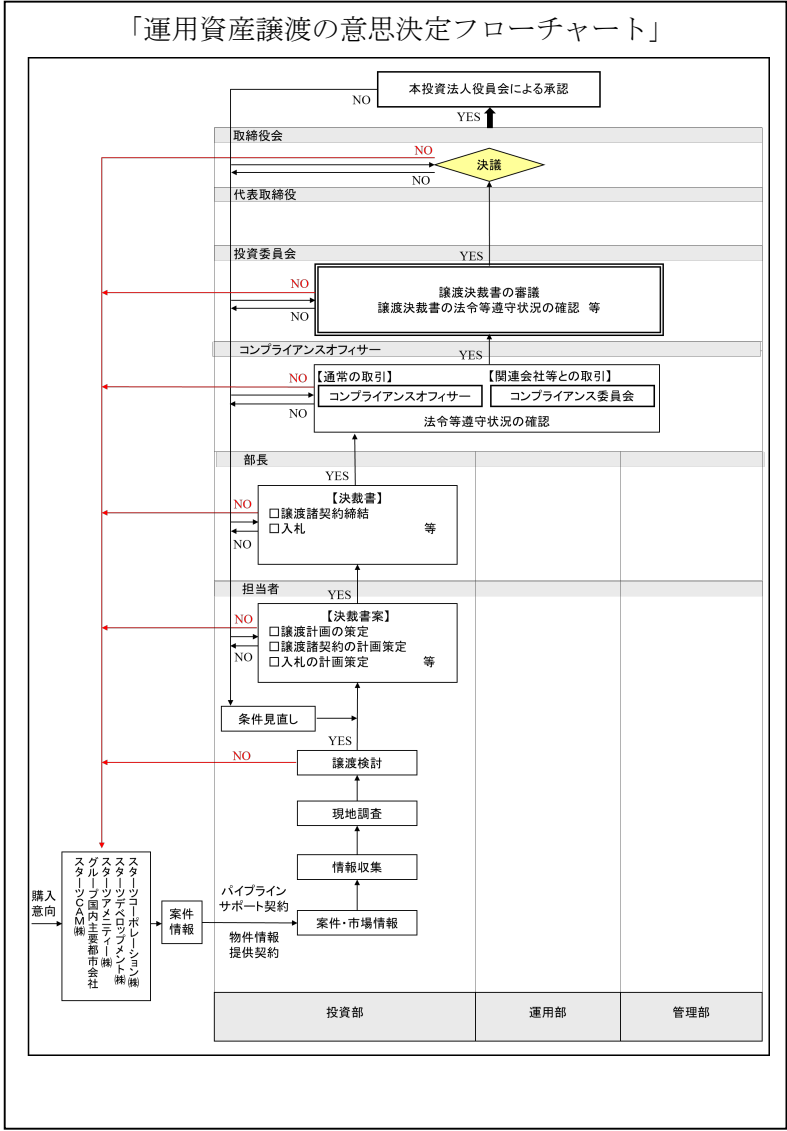 「運用資産譲渡の意思決定フローチャート」
本投資法人役員会による承認
NO
YES
取締役会
NO
決議
NO
代表取締役
投資委員会
YES
NO
譲渡決裁書の審議
譲渡決裁書の法令等遵守状況の確認 等
NO
コンプライアンスオフィサー
YES
NO
【通常の取引】
【関連会社等との取引】
コンプライアンスオフィサー
コンプライアンス委員会
NO
法令等遵守状況の確認
部長
YES
【決裁書】
NO
□譲渡諸契約締結
□入札 等
NO
担当者
YES
【決裁書案】
NO
□譲渡計画の策定
□譲渡諸契約の計画策定
NO
□入札の計画策定 等
条件見直し
YES
NO
譲渡検討
現地調査
情報収集
購入
意向
スターツコーポレーション㈱
スターツデベロップメント㈱
スターツアメニティー㈱
グループ国内主要都市会社
スターツCAM㈱
案件
情報
パイプライン
サポート契約
物件情報
提供契約
案件・市場情報
投資部
運用部
管理部